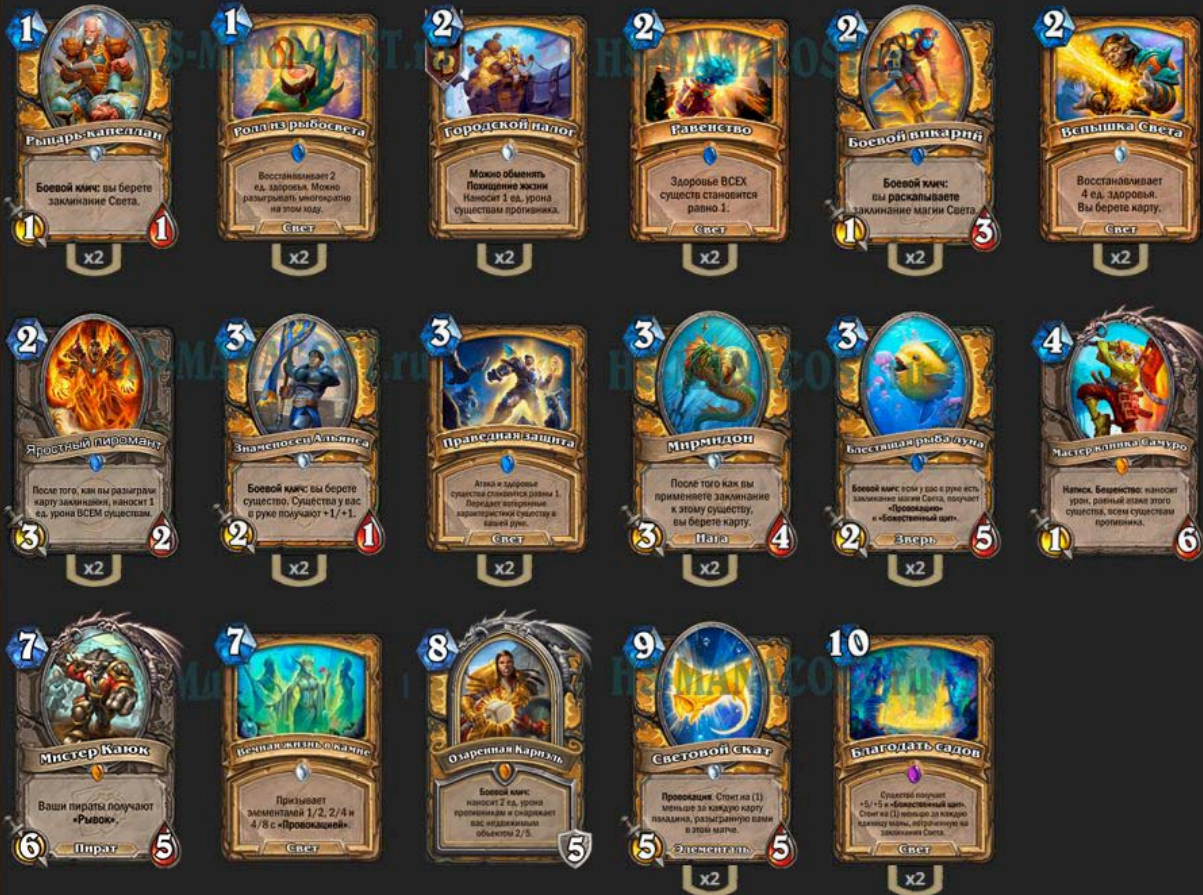 HS-MANACOST.ru
HS-MANACOST.ru
1
Рыцарь-капеллан
Боевой клич: вы берете
заклинание Света.
1
1
x2
1
Ролл из рыбосвета
Восстанавливает 2
ед. здоровья. Можно
разыгрывать многократно
на этом ходу.
Свет
x2
2
Городской налог
Можно обменять
Похищение жизни
Наносит 1 ед. урона
существам противника.
x2
2
Равенство
Здоровье ВСЕХ
существ становится
равно 1.
Свет
x2
2
Боевой викарий
Боевой клич:
вы раскапываете
заклинание магии Света.
1
3
x2
2
Вспышка Света
Восстанавливает
4 ед. здоровья.
Вы берете карту.
Свет
x2
2
Яростный пиромант
После того, как вы разыграли
карту заклинания, наносит 1
ед. урона ВСЕМ существам.
3
2
x2
3
Знаменосец Альянса
Боевой клич: вы берете
существо. Существа у вас
в руке получают +1/+1.
2
1
x2
3
Праведная защита
Атака и здоровье
существа становятся равны 1.
Передает потерянные
характеристики существу в
вашей руке.
Свет
x2
3
Мирмидон
После того как вы
применяете заклинание
к этому существу,
вы берете карту.
3
Нага
4
x2
3
Блестящая рыба луна
Боевой клич: если у вас в руке есть
заклинание магии Света, получает
«Провокацию»
и «Божественный щит».
2
Зверь
5
x2
4
Мастер клинка Самуро
Натиск. Бешенство: наносит
урон, равный атаке этого
существа, всем существам
противника.
1
6
7
Мистер Каюк
Ваши пираты получают
«Рывок».
6
Пират
5
7
Вечная жизнь в камне
Призывает
элементалей 1/2, 2/4 и
4/8 с «Провокацией».
Свет
8
Озаренная Кариэль
Боевой клич:
наносит 2 ед. урона
противникам и снаряжает
вас недвижимым
объектом 2/5.
5
9
Световой скат
Провокация. Стоит на (1)
меньше за каждую карту
паладина, разыгранную вами
в этом матче.
5
Элементаль
5
x2
10
Благодать садов
Существо получает
+5/+5 и «Божественный щит».
Стоит на (1) меньше за каждую
единицу маны, потраченную на
заклинания Света.
Свет
x2